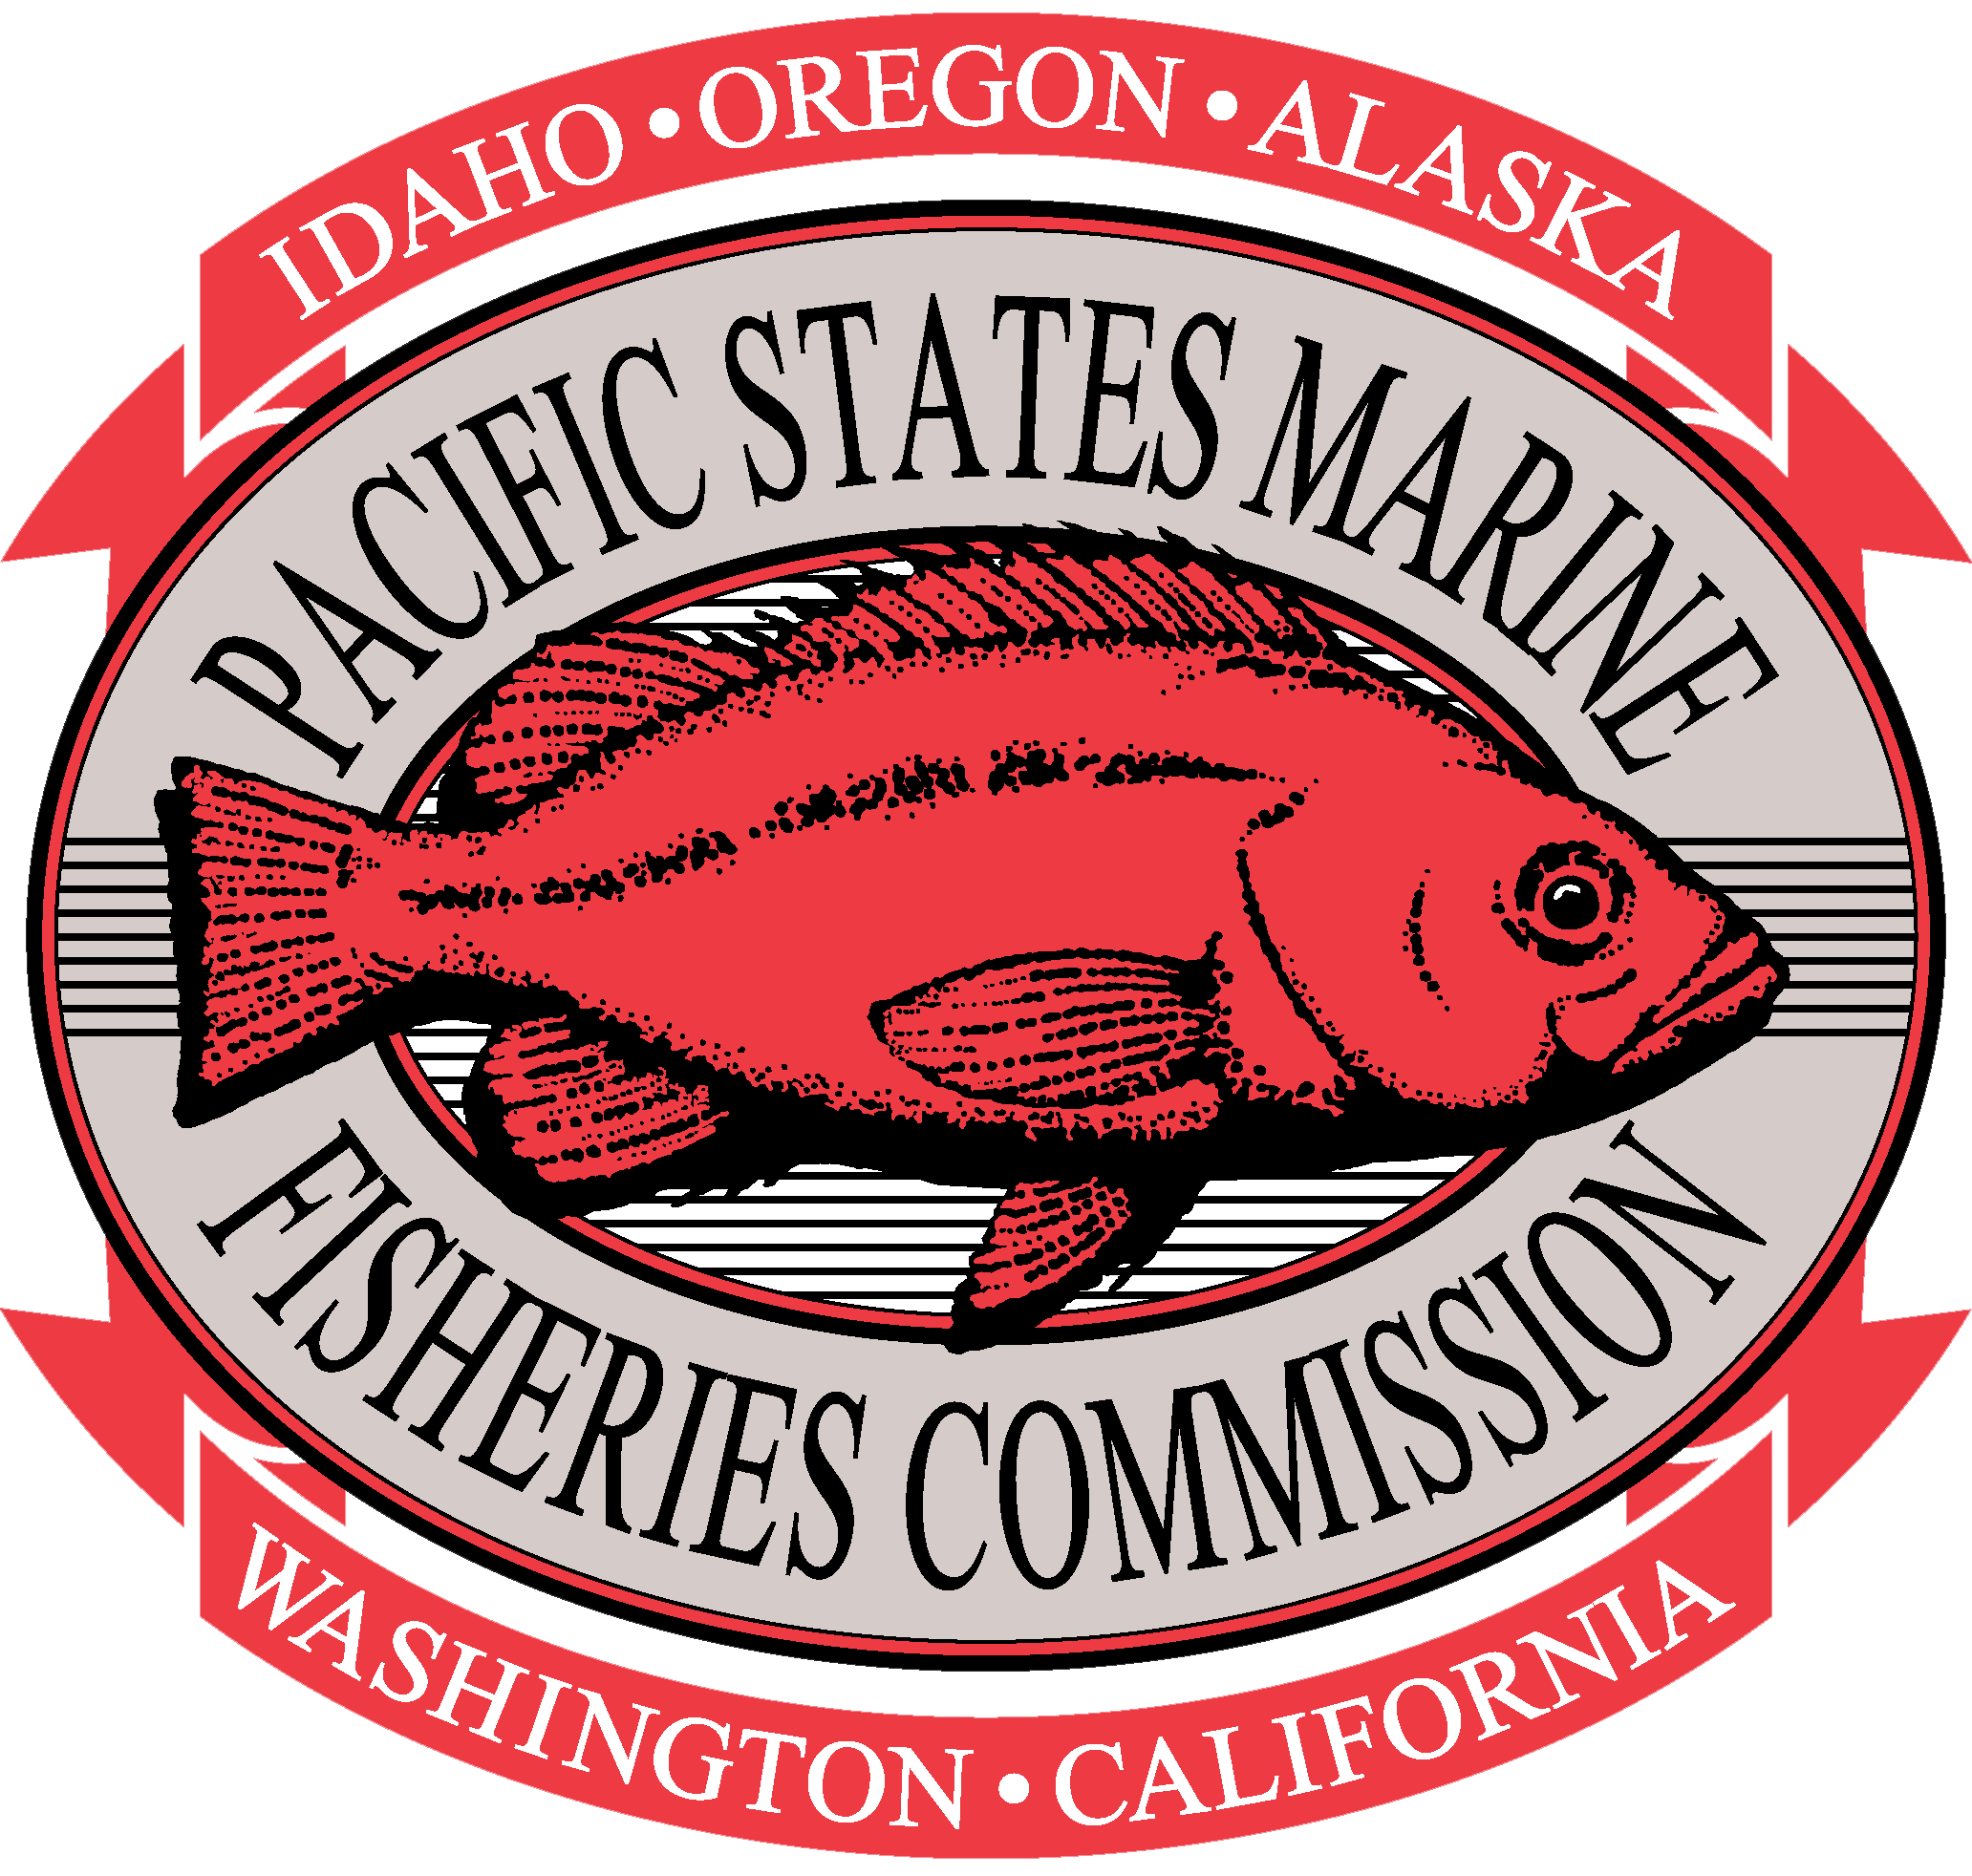 IDAHO • OREGON • ALASKA
PACIFIC STATES MARINE
FISHERIES COMMISSION
WASHINGTON • CALIFORNIA